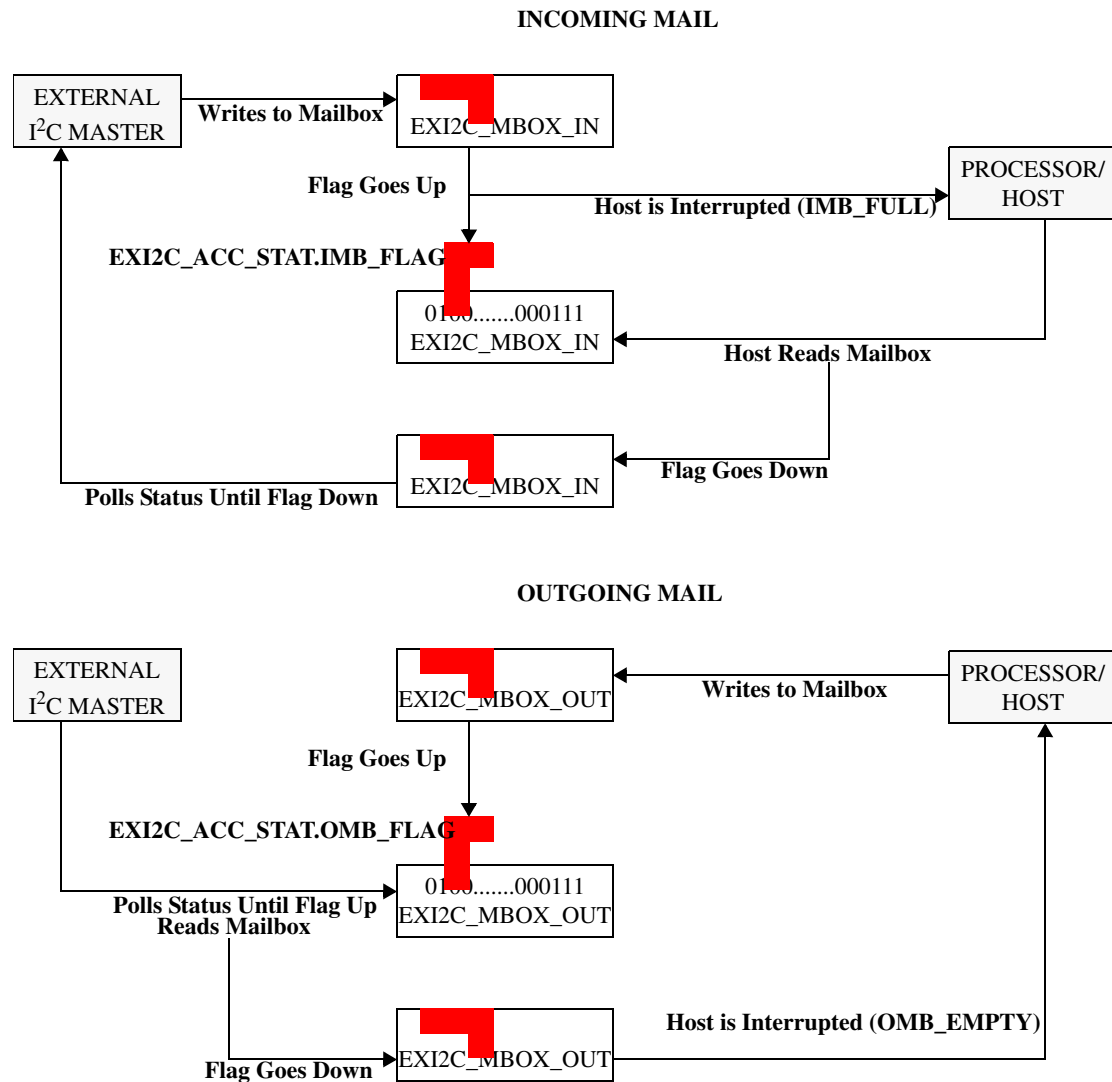 INCOMING MAIL
EXTERNAL
I²C MASTER
Writes to Mailbox
EXI2C_MBOX_IN
Flag Goes Up
PROCESSOR/
HOST
Host is Interrupted (IMB_FULL)
EXI2C_ACC_STAT.IMB_FLAG
0100.......000111
EXI2C_MBOX_IN
Host Reads Mailbox
EXI2C_MBOX_IN
Flag Goes Down
Polls Status Until Flag Down
OUTGOING MAIL
EXTERNAL
I²C MASTER
EXI2C_MBOX_OUT
Writes to Mailbox
PROCESSOR/
HOST
Flag Goes Up
EXI2C_ACC_STAT.OMB_FLAG
0100.......000111
EXI2C_MBOX_OUT
Polls Status Until Flag Up
Reads Mailbox
Host is Interrupted (OMB_EMPTY)
EXI2C_MBOX_OUT
Flag Goes Down